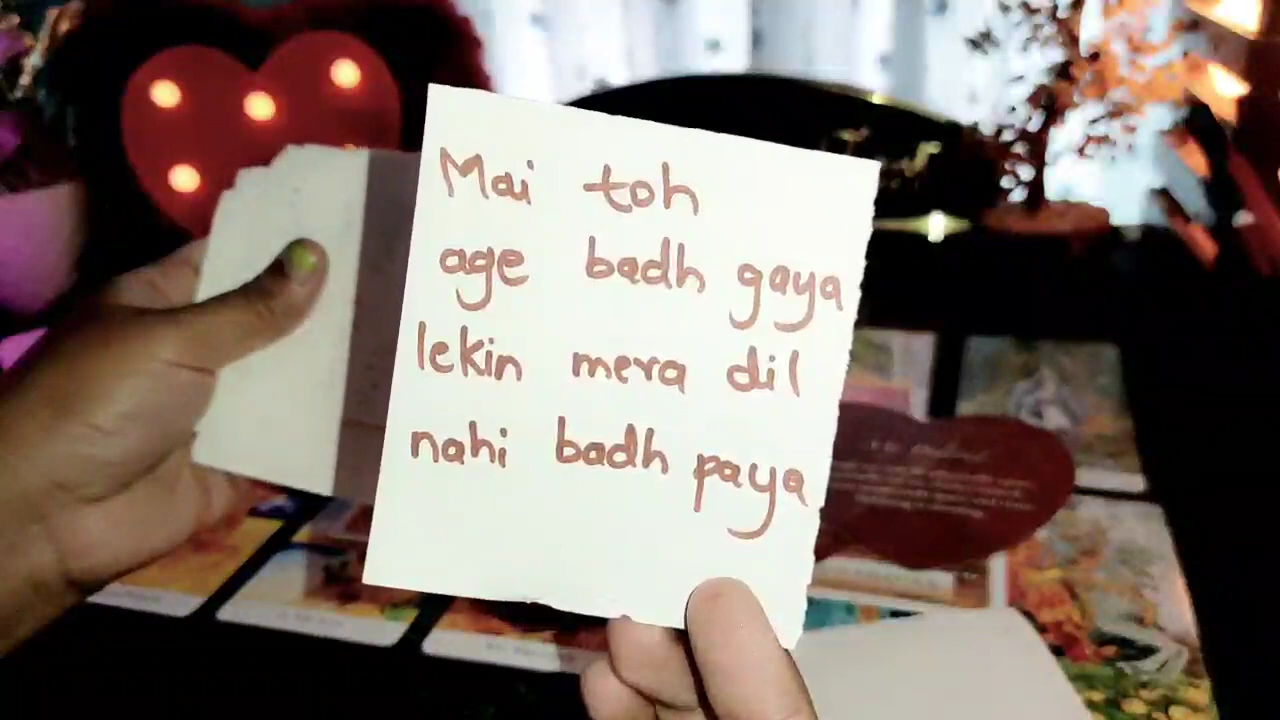 Mai toh
age badh gaya
lekin mera dil
nahi badh paya